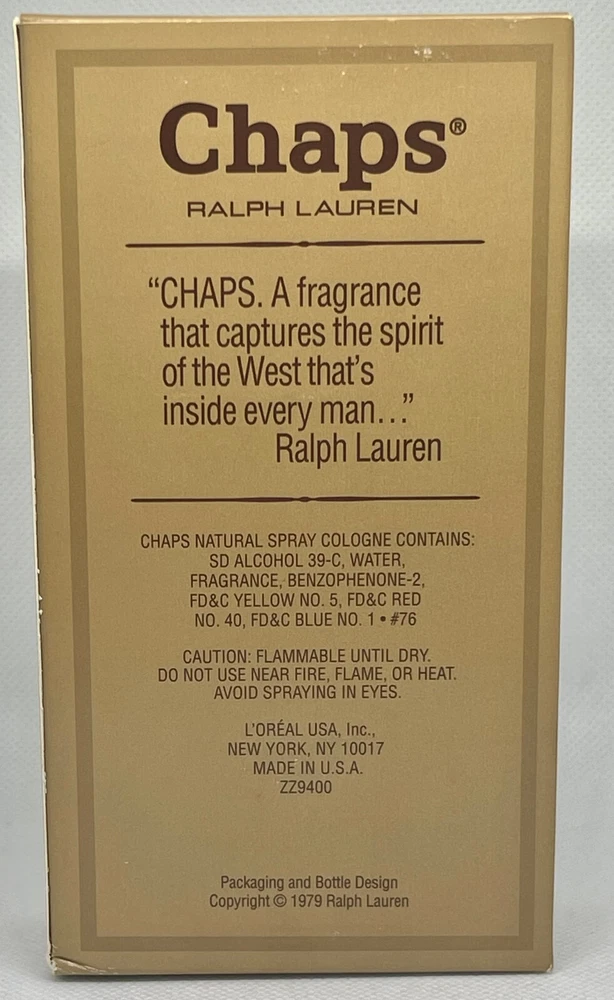 Chaps®
RALPH LAUREN
“CHAPS. A fragrance
that captures the spirit
of the West that’s
inside every man...”
Ralph Lauren
CHAPS NATURAL SPRAY COLOGNE CONTAINS:
SD ALCOHOL 39-C, WATER,
FRAGRANCE, BENZOPHENONE-2,
FD&C YELLOW NO. 5, FD&C RED
NO. 40, FD&C BLUE NO. 1 • #76
CAUTION: FLAMMABLE UNTIL DRY.
DO NOT USE NEAR FIRE, FLAME, OR HEAT.
AVOID SPRAYING IN EYES.
L’ORÉAL USA, Inc.,
NEW YORK, NY 10017
MADE IN U.S.A.
ZZ9400
Packaging and Bottle Design
Copyright © 1979 Ralph Lauren